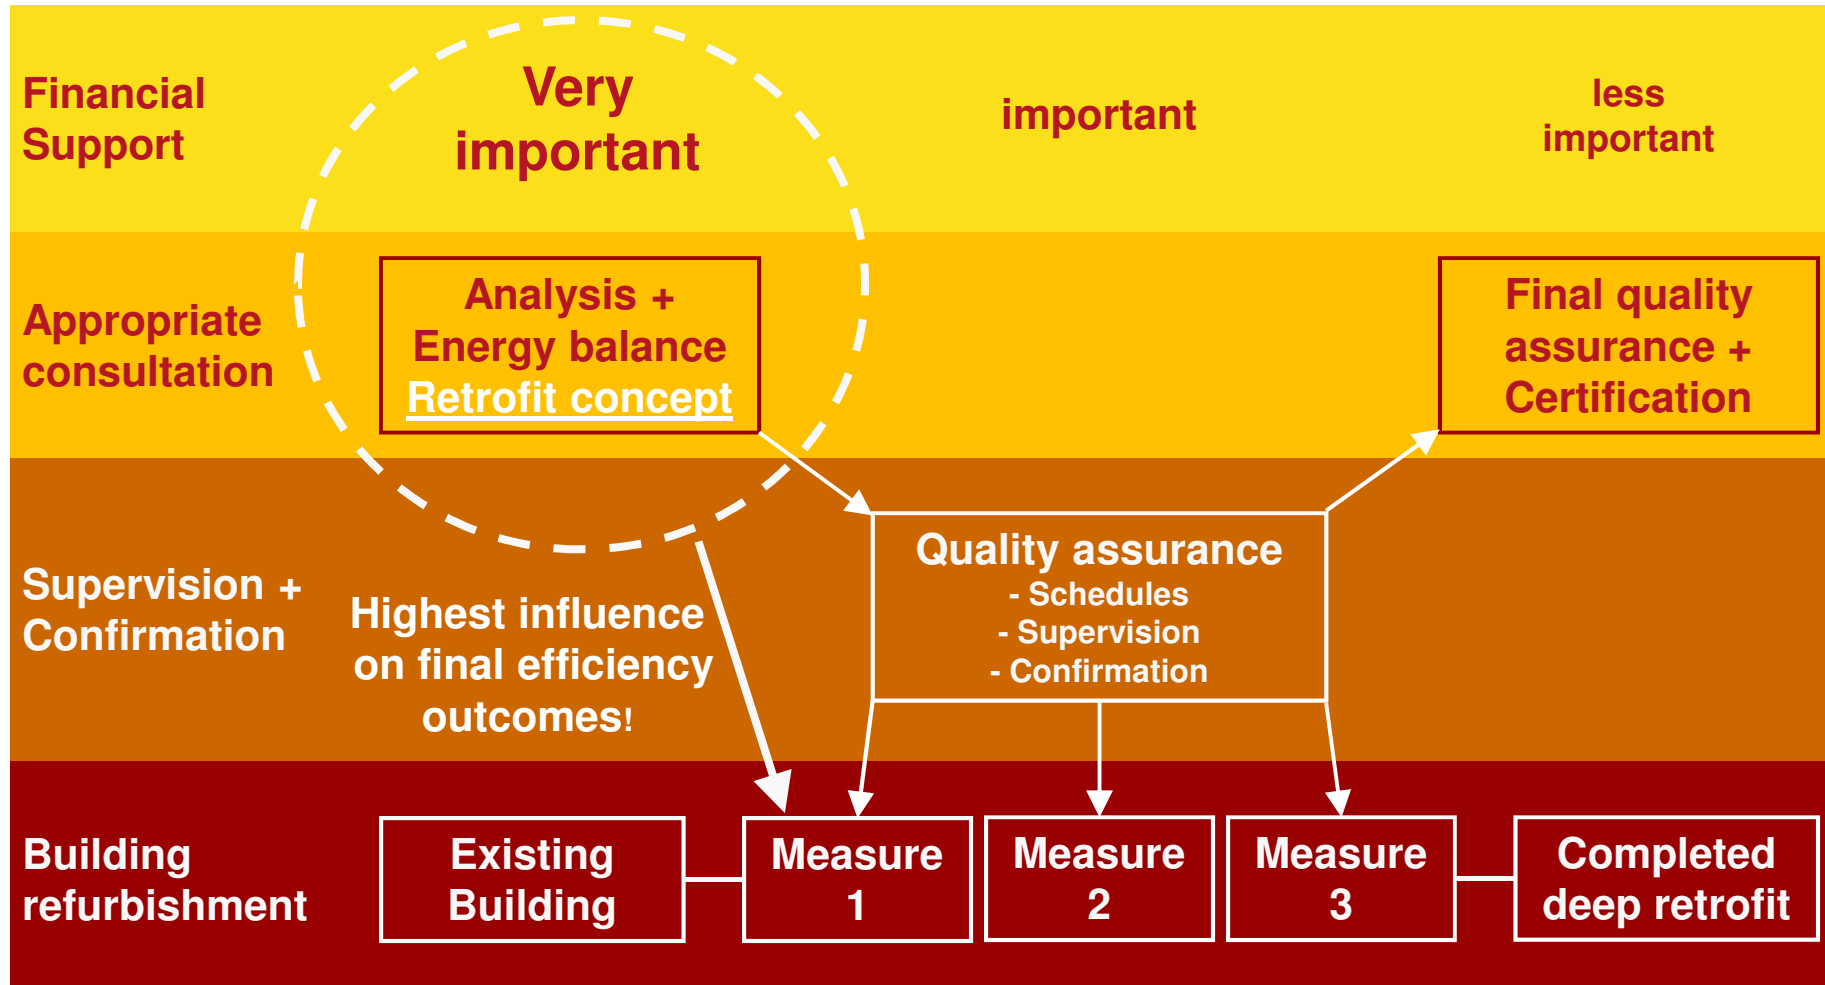 Financial
Support
Very
important
important
less
important
Appropriate
consultation
Analysis +
Energy balance
Retrofit concept
Final quality
assurance +
Certification
Supervision +
Confirmation
Highest influence
on final efficiency
outcomes!
Quality assurance
- Schedules
- Supervision
- Confirmation
Building
refurbishment
Existing
Building
Measure
1
Measure
2
Measure
3
Completed
deep retrofit